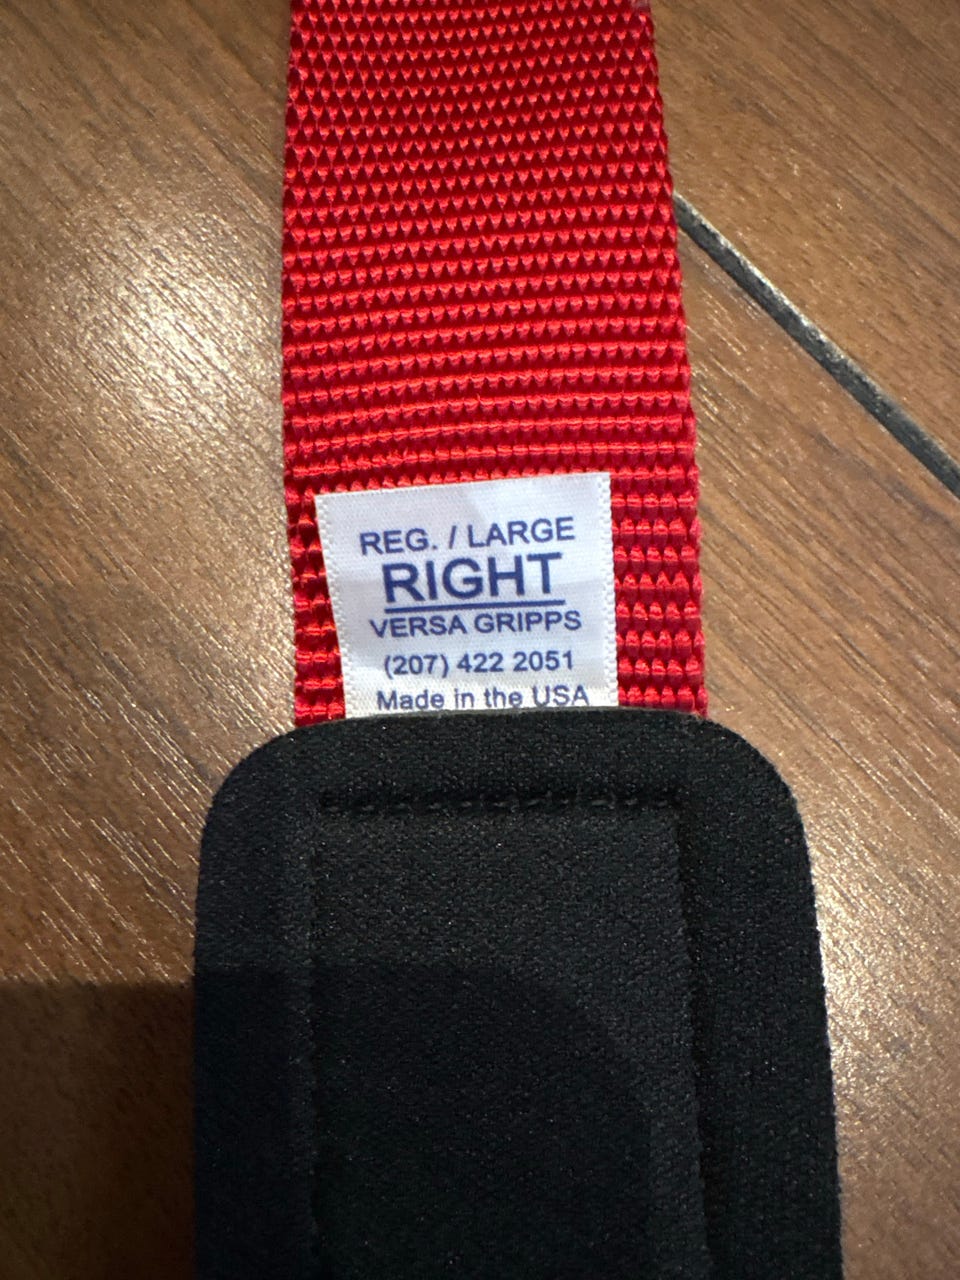 REG. / LARGE
RIGHT
VERSA GRIPPS
(207) 422 2051
Made in the USA